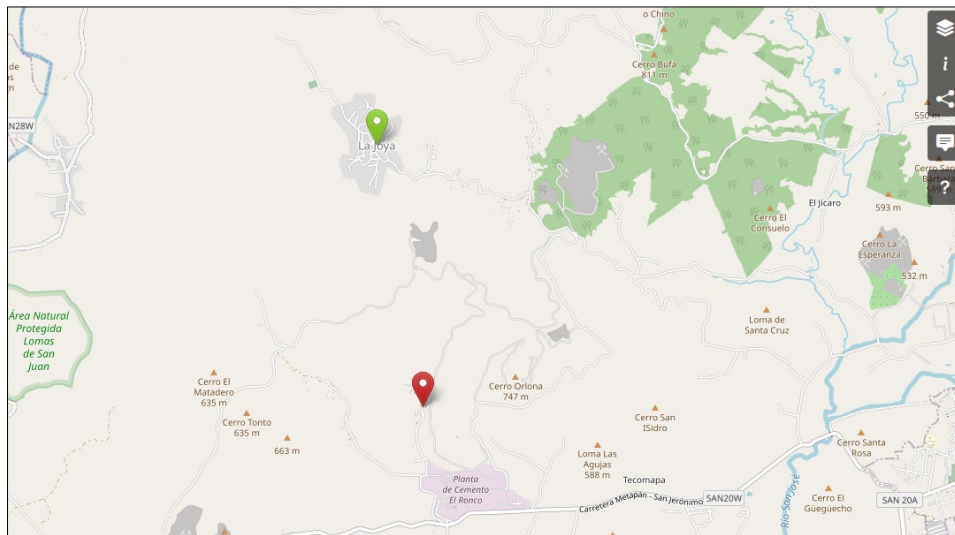 o Chino
Cerro Bufa
811 m
550 m
N28W
La Joya
593 m
El Jícaro
Cerro El
Consuelo
Cerro La
Esperanza
532 m
Área Natural
Protegida
Lomas
de San
Juan
Loma de
Santa Cruz
Cerro El
Matadero
635 m
Cerro Orlona
747 m
Cerro Tonto
635 m
663 m
Cerro San
ISidro
Loma Las
Agujas
588 m
Cerro Santa
Rosa
Planta
de Cemento
El Ronco
Tecomapa
Carretera Metapán - San Jerónimo
SAN20W
Río San José
Cerro El
Güegüecho
SAN 20A
i
?